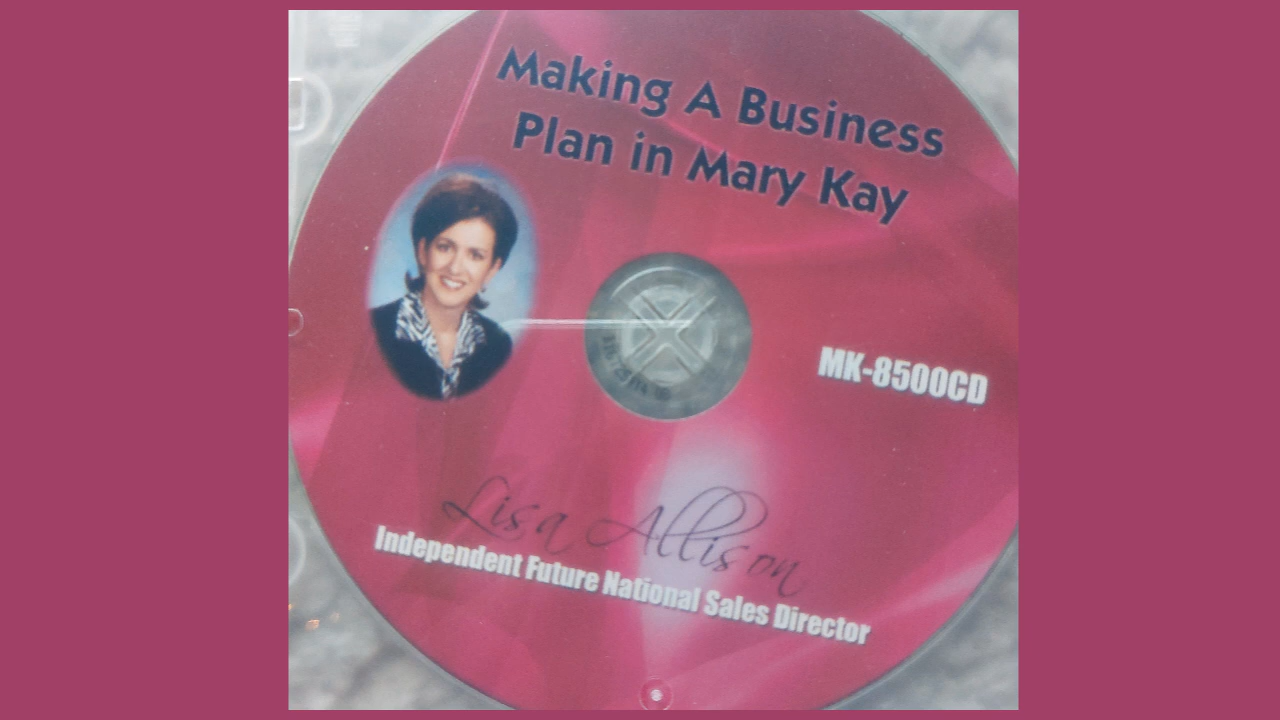 Making A Business
Plan in Mary Kay
MK-8500CD
Lisa Allison
Independent Future National Sales Director